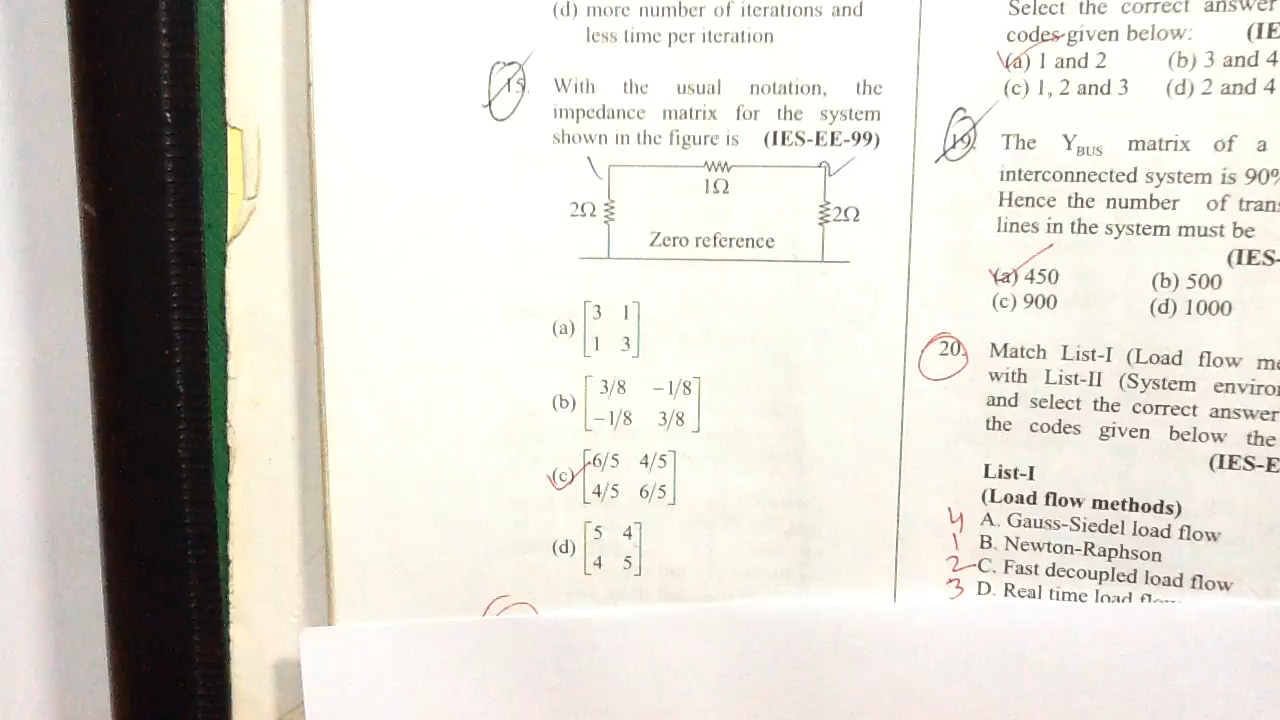 (d) more number of iterations and
less time per iteration
15. With the usual notation, the
impedance matrix for the system
shown in the figure is (IES-EE-99)
1Ω
2Ω
2Ω
Zero reference
(a) [3 1
1 3]
(b) [3/8 −1/8
−1/8 3/8]
(c) [6/5 4/5
4/5 6/5]
(d) [5 4
4 5]
Select the correct answer
codes given below: (IE
(a) 1 and 2 (b) 3 and 4
(c) 1, 2 and 3 (d) 2 and 4
19. The Y_BUS matrix of a
interconnected system is 90%
Hence the number of trans
lines in the system must be
(IES-
(a) 450 (b) 500
(c) 900 (d) 1000
20. Match List-I (Load flow me
with List-II (System enviro
and select the correct answer
the codes given below the
(IES-E
List-I
(Load flow methods)
4 A. Gauss-Siedel load flow
1 B. Newton-Raphson
2 C. Fast decoupled load flow
3 D. Real time load flow